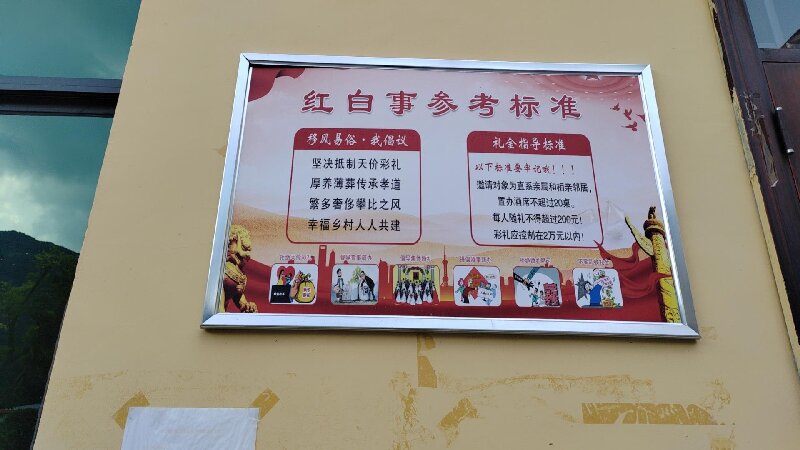 红白事参考标准
移风易俗·我倡议
坚决抵制天价彩礼
厚养薄葬传承孝道
繁多奢侈攀比之风
幸福乡村人人共建
礼金指导标准
以下标准要牢记哦！！！
邀请对象为直系亲属和相亲邻居，
置办酒席不超过20桌，
每人随礼不得超过200元！
彩礼应控制在2万元以内！